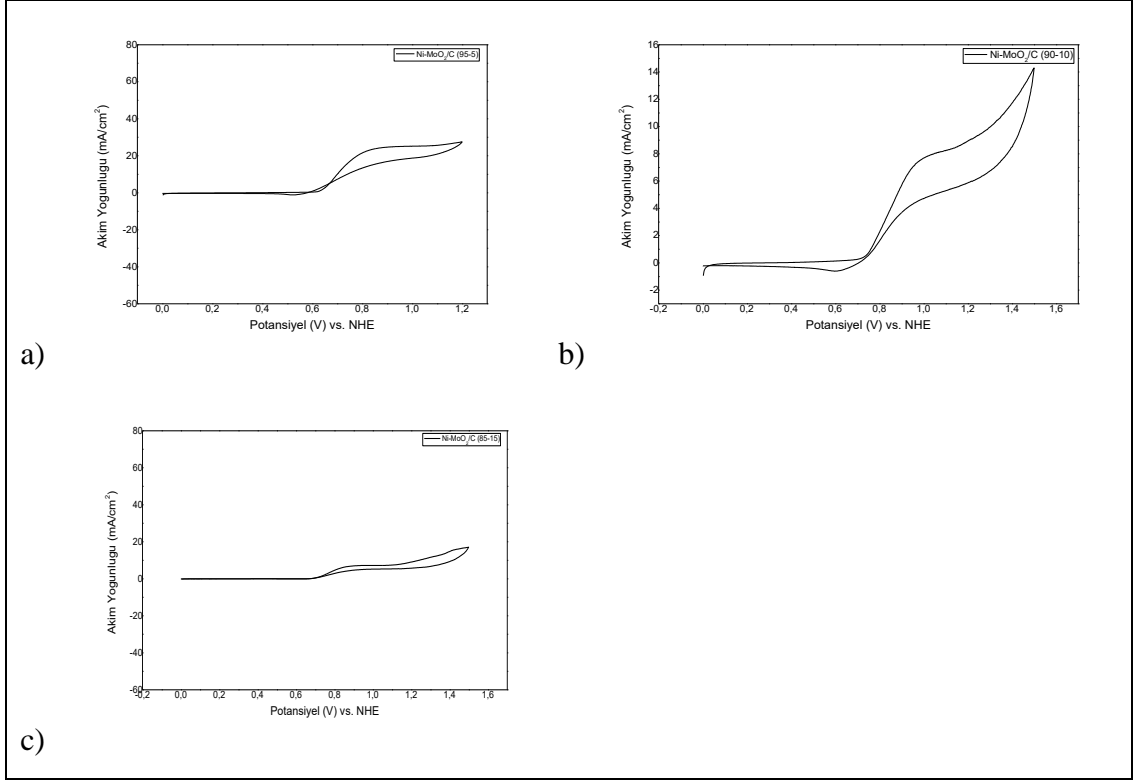 80
60
40
20
0
-20
-40
-60
0,0 0,2 0,4 0,6 0,8 1,0 1,2
Akim Yogunlugu (mA/cm²)
Potansiyel (V) vs. NHE
Ni-MoO₂/C (95-5)
a)
16
14
12
10
8
6
4
2
0
-2
-0,2 0,0 0,2 0,4 0,6 0,8 1,0 1,2 1,4 1,6
Akim Yogunlugu (mA/cm²)
Potansiyel (V) vs. NHE
Ni-MoO₂/C (90-10)
b)
80
60
40
20
0
-20
-40
-60
-0,2 0,0 0,2 0,4 0,6 0,8 1,0 1,2 1,4 1,6
Akim Yogunlugu (mA/cm²)
Potansiyel (V) vs. NHE
Ni-MoO₂/C (85-15)
c)